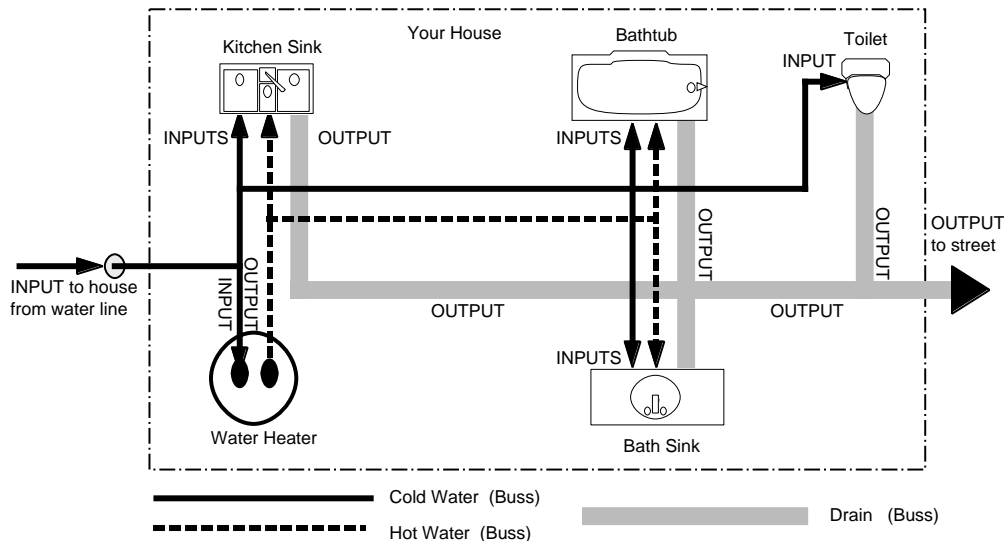 Your House
Kitchen Sink
Bathtub
Toilet
INPUT
INPUTS
OUTPUT
INPUTS
OUTPUT
OUTPUT
OUTPUT
to street
INPUT to house
from water line
INPUT
OUTPUT
OUTPUT
OUTPUT
INPUTS
Water Heater
Bath Sink
Cold Water (Buss)
Hot Water (Buss)
Drain (Buss)